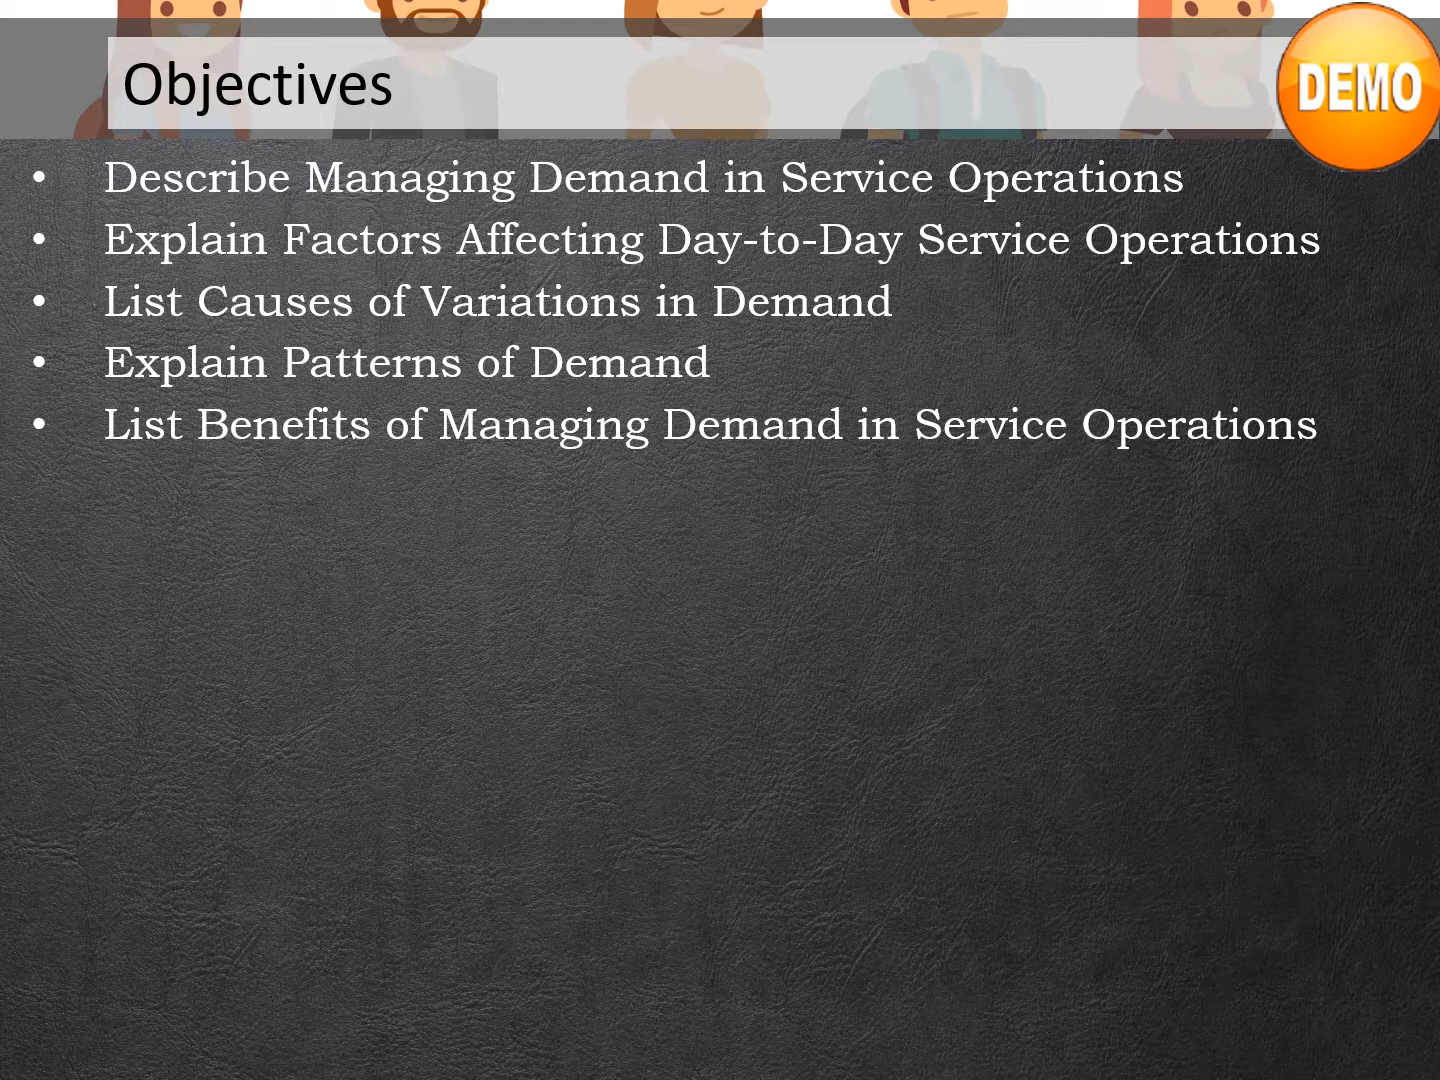 Objectives
DEMO
• Describe Managing Demand in Service Operations
• Explain Factors Affecting Day-to-Day Service Operations
• List Causes of Variations in Demand
• Explain Patterns of Demand
• List Benefits of Managing Demand in Service Operations